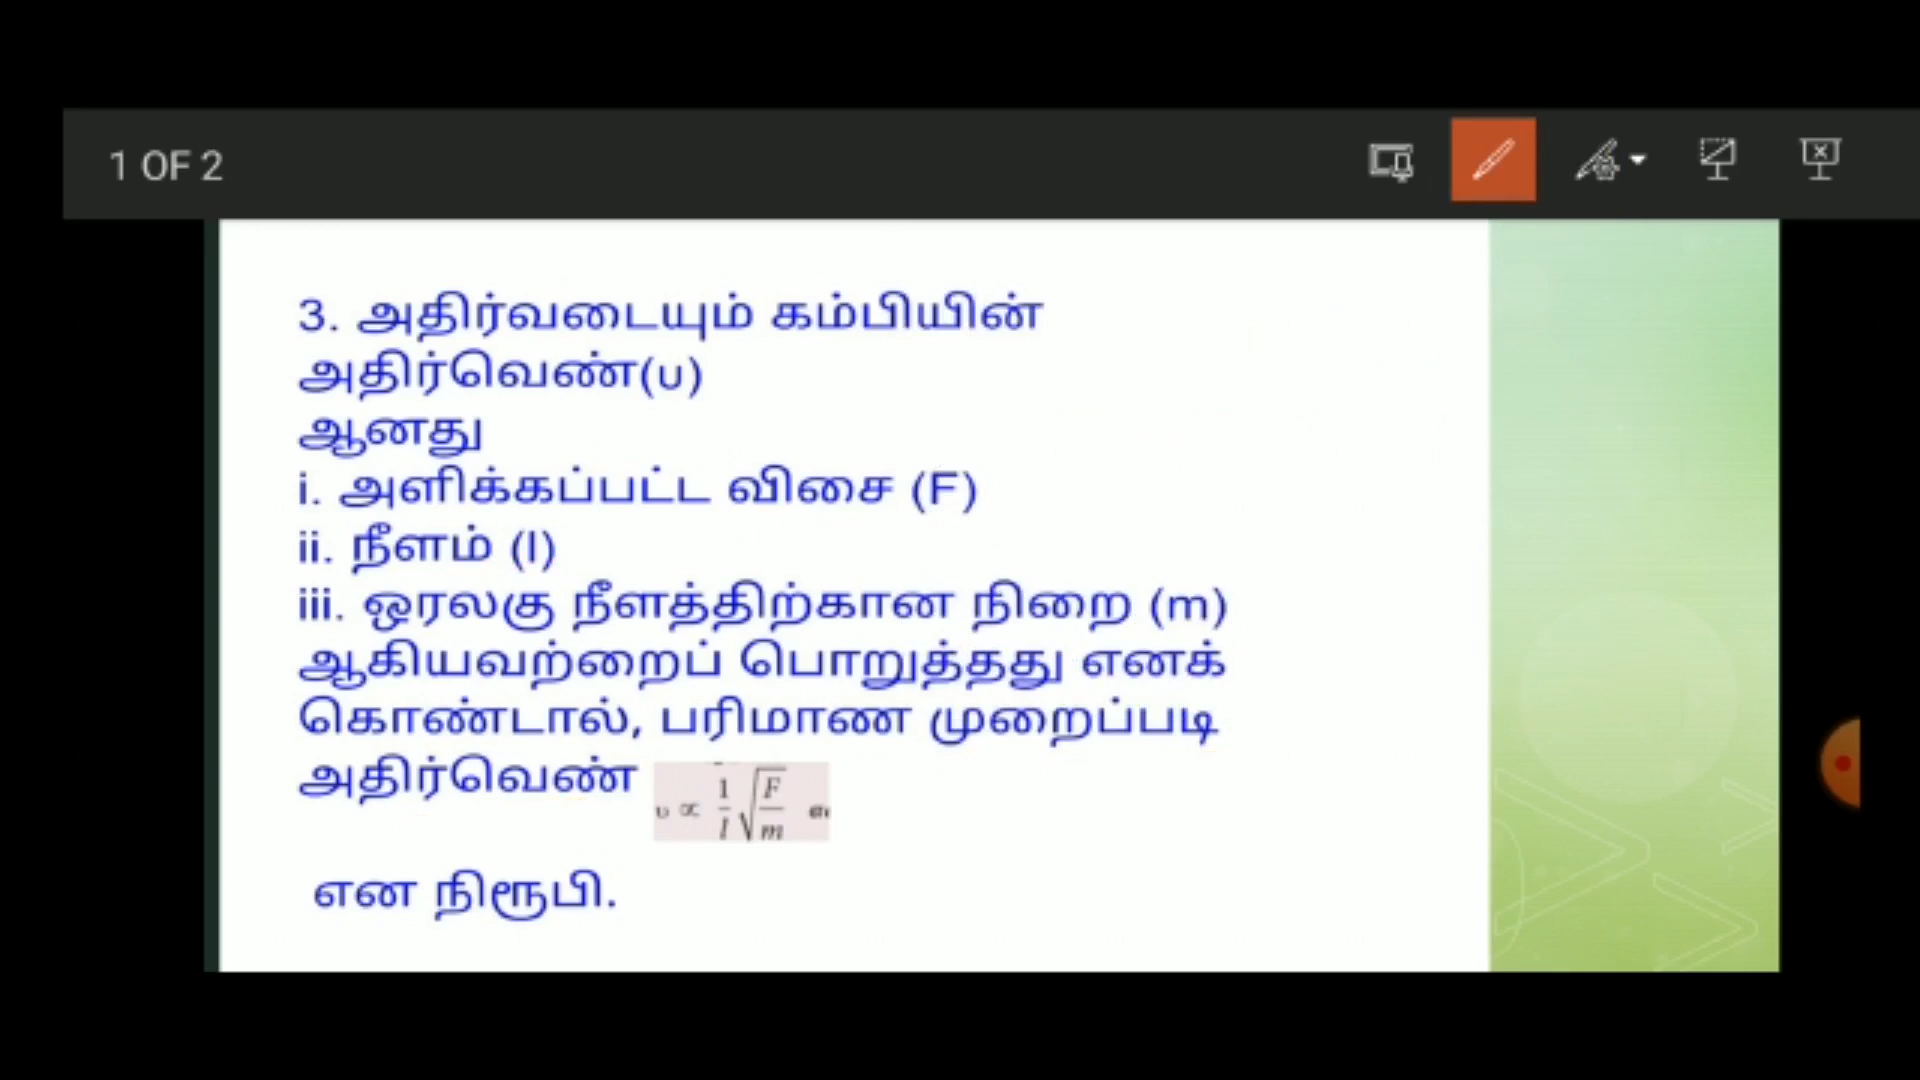 1 OF 2
3. அதிர்வடையும் கம்பியின்
அதிர்வெண்(υ)
ஆனது
i. அளிக்கப்பட்ட விசை (F)
ii. நீளம் (l)
iii. ஒரலகு நீளத்திற்கான நிறை (m)
ஆகியவற்றைப் பொறுத்தது எனக்
கொண்டால், பரிமாண முறைப்படி
அதிர்வெண் υ ∝ 1/l √(F/m)
என நிரூபி.